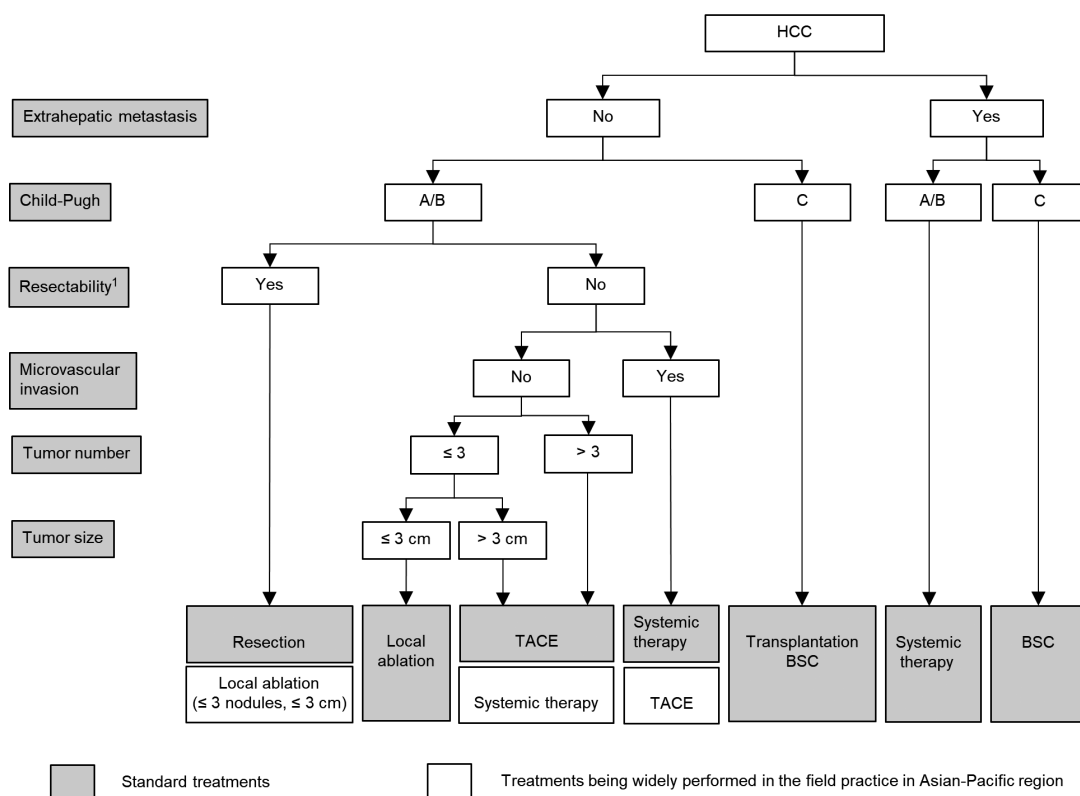 HCC
Extrahepatic metastasis
No
Yes
Child-Pugh
A/B
C
A/B
C
Resectability¹
Yes
No
Microvascular
invasion
No
Yes
Tumor number
≤ 3
> 3
Tumor size
≤ 3 cm
> 3 cm
Resection
Local ablation
(≤ 3 nodules, ≤ 3 cm)
Local
ablation
TACE
Systemic therapy
Systemic
therapy
TACE
Transplantation
BSC
Systemic
therapy
BSC
Standard treatments
Treatments being widely performed in the field practice in Asian-Pacific region